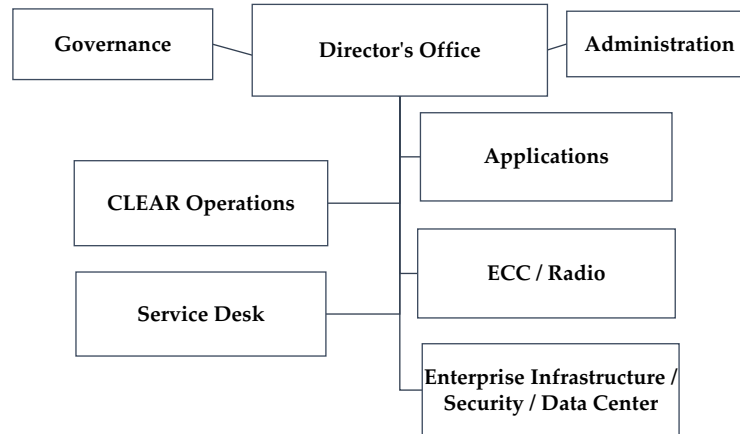 Governance
Director's Office
Administration
Applications
CLEAR Operations
ECC / Radio
Service Desk
Enterprise Infrastructure /
Security / Data Center